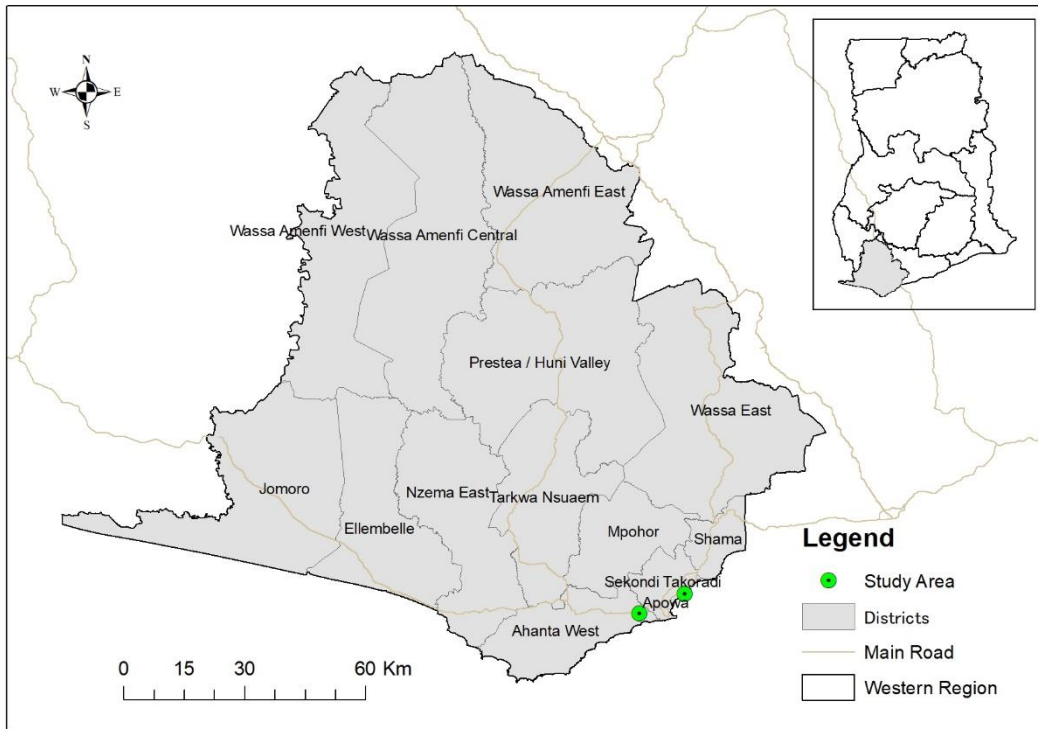 N
W E
S
Wassa Amenfi East
Wassa Amenfi West
Wassa Amenfi Central
Prestea / Huni Valley
Wassa East
Jomoro
Nzema East
Tarkwa Nsuaem
Ellembelle
Mpohor
Shama
Sekondi Takoradi
Apowa
Ahanta West
0 15 30 60 Km
Legend
Study Area
Districts
Main Road
Western Region